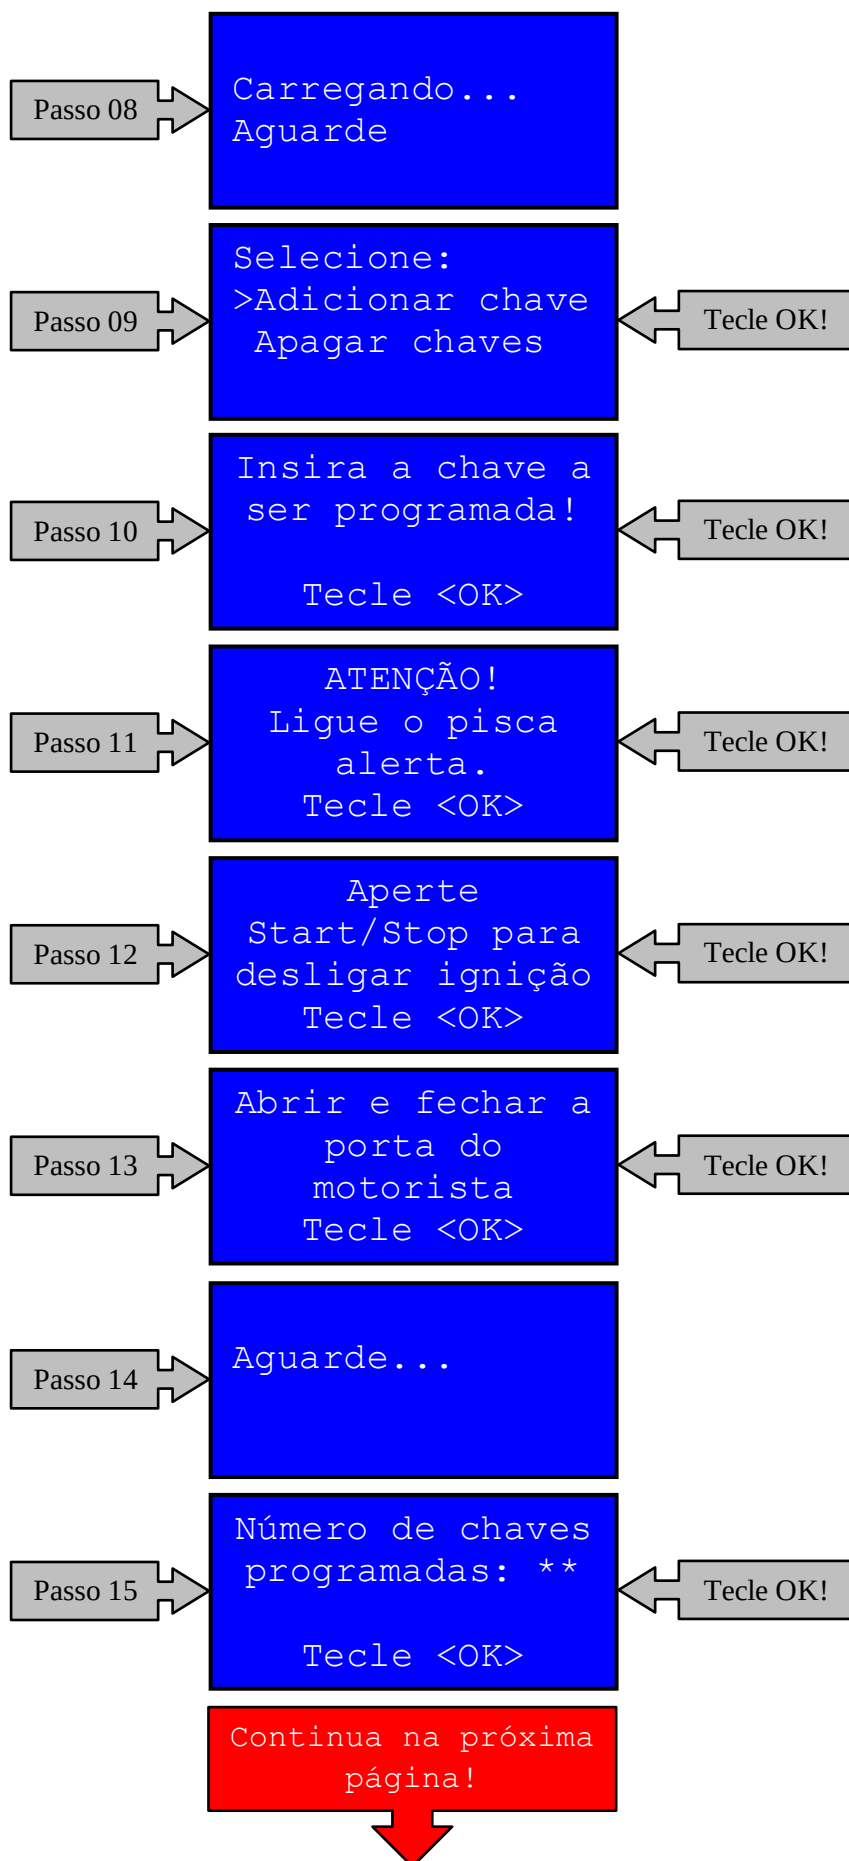 Passo 08
Carregando...
Aguarde
Passo 09
Selecione:
>Adicionar chave
Apagar chaves
Tecle OK!
Passo 10
Insira a chave a
ser programada!
Tecle <OK>
Tecle OK!
Passo 11
ATENÇÃO!
Ligue o pisca
alerta.
Tecle <OK>
Tecle OK!
Passo 12
Aperte
Start/Stop para
desligar ignição
Tecle <OK>
Tecle OK!
Passo 13
Abrir e fechar a
porta do
motorista
Tecle <OK>
Tecle OK!
Passo 14
Aguarde...
Passo 15
Número de chaves
programadas: **
Tecle <OK>
Tecle OK!
Continua na próxima
página!